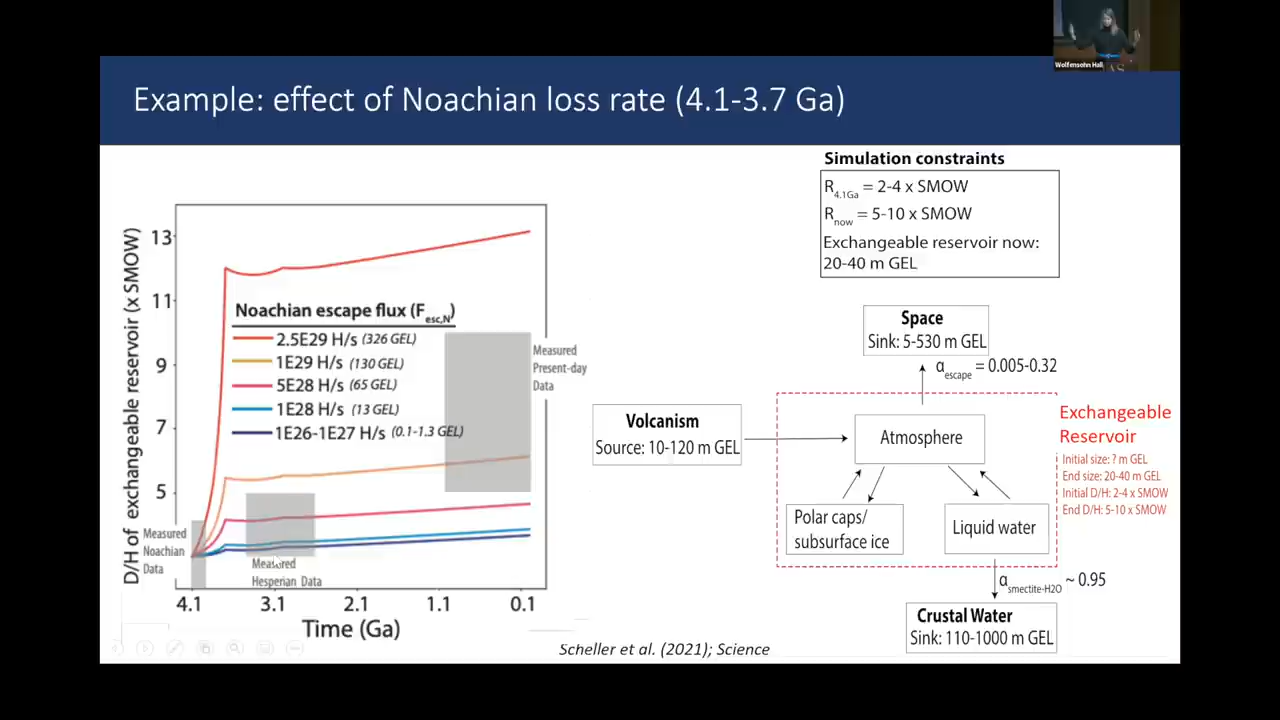 Wolfensohn Hall
Example: effect of Noachian loss rate (4.1-3.7 Ga)
Simulation constraints
R4.1Ga = 2-4 x SMOW
Rnow = 5-10 x SMOW
Exchangeable reservoir now:
20-40 m GEL
D/H of exchangeable reservoir (x SMOW)
13
11
9
7
5
Noachian escape flux (Fesc,N)
2.5E29 H/s (326 GEL)
1E29 H/s (130 GEL)
5E28 H/s (65 GEL)
1E28 H/s (13 GEL)
1E26-1E27 H/s (0.1-1.3 GEL)
Measured
Present-day
Data
Measured
Noachian
Data
Measured
Hesperian Data
4.1 3.1 2.1 1.1 0.1
Time (Ga)
Space
Sink: 5-530 m GEL
αescape = 0.005-0.32
Volcanism
Source: 10-120 m GEL
Atmosphere
Exchangeable
Reservoir
Initial size: ? m GEL
End size: 20-40 m GEL
Initial D/H: 2-4 x SMOW
End D/H: 5-10 x SMOW
Polar caps/
subsurface ice
Liquid water
αsmectite-H2O ~ 0.95
Crustal Water
Sink: 110-1000 m GEL
Scheller et al. (2021); Science